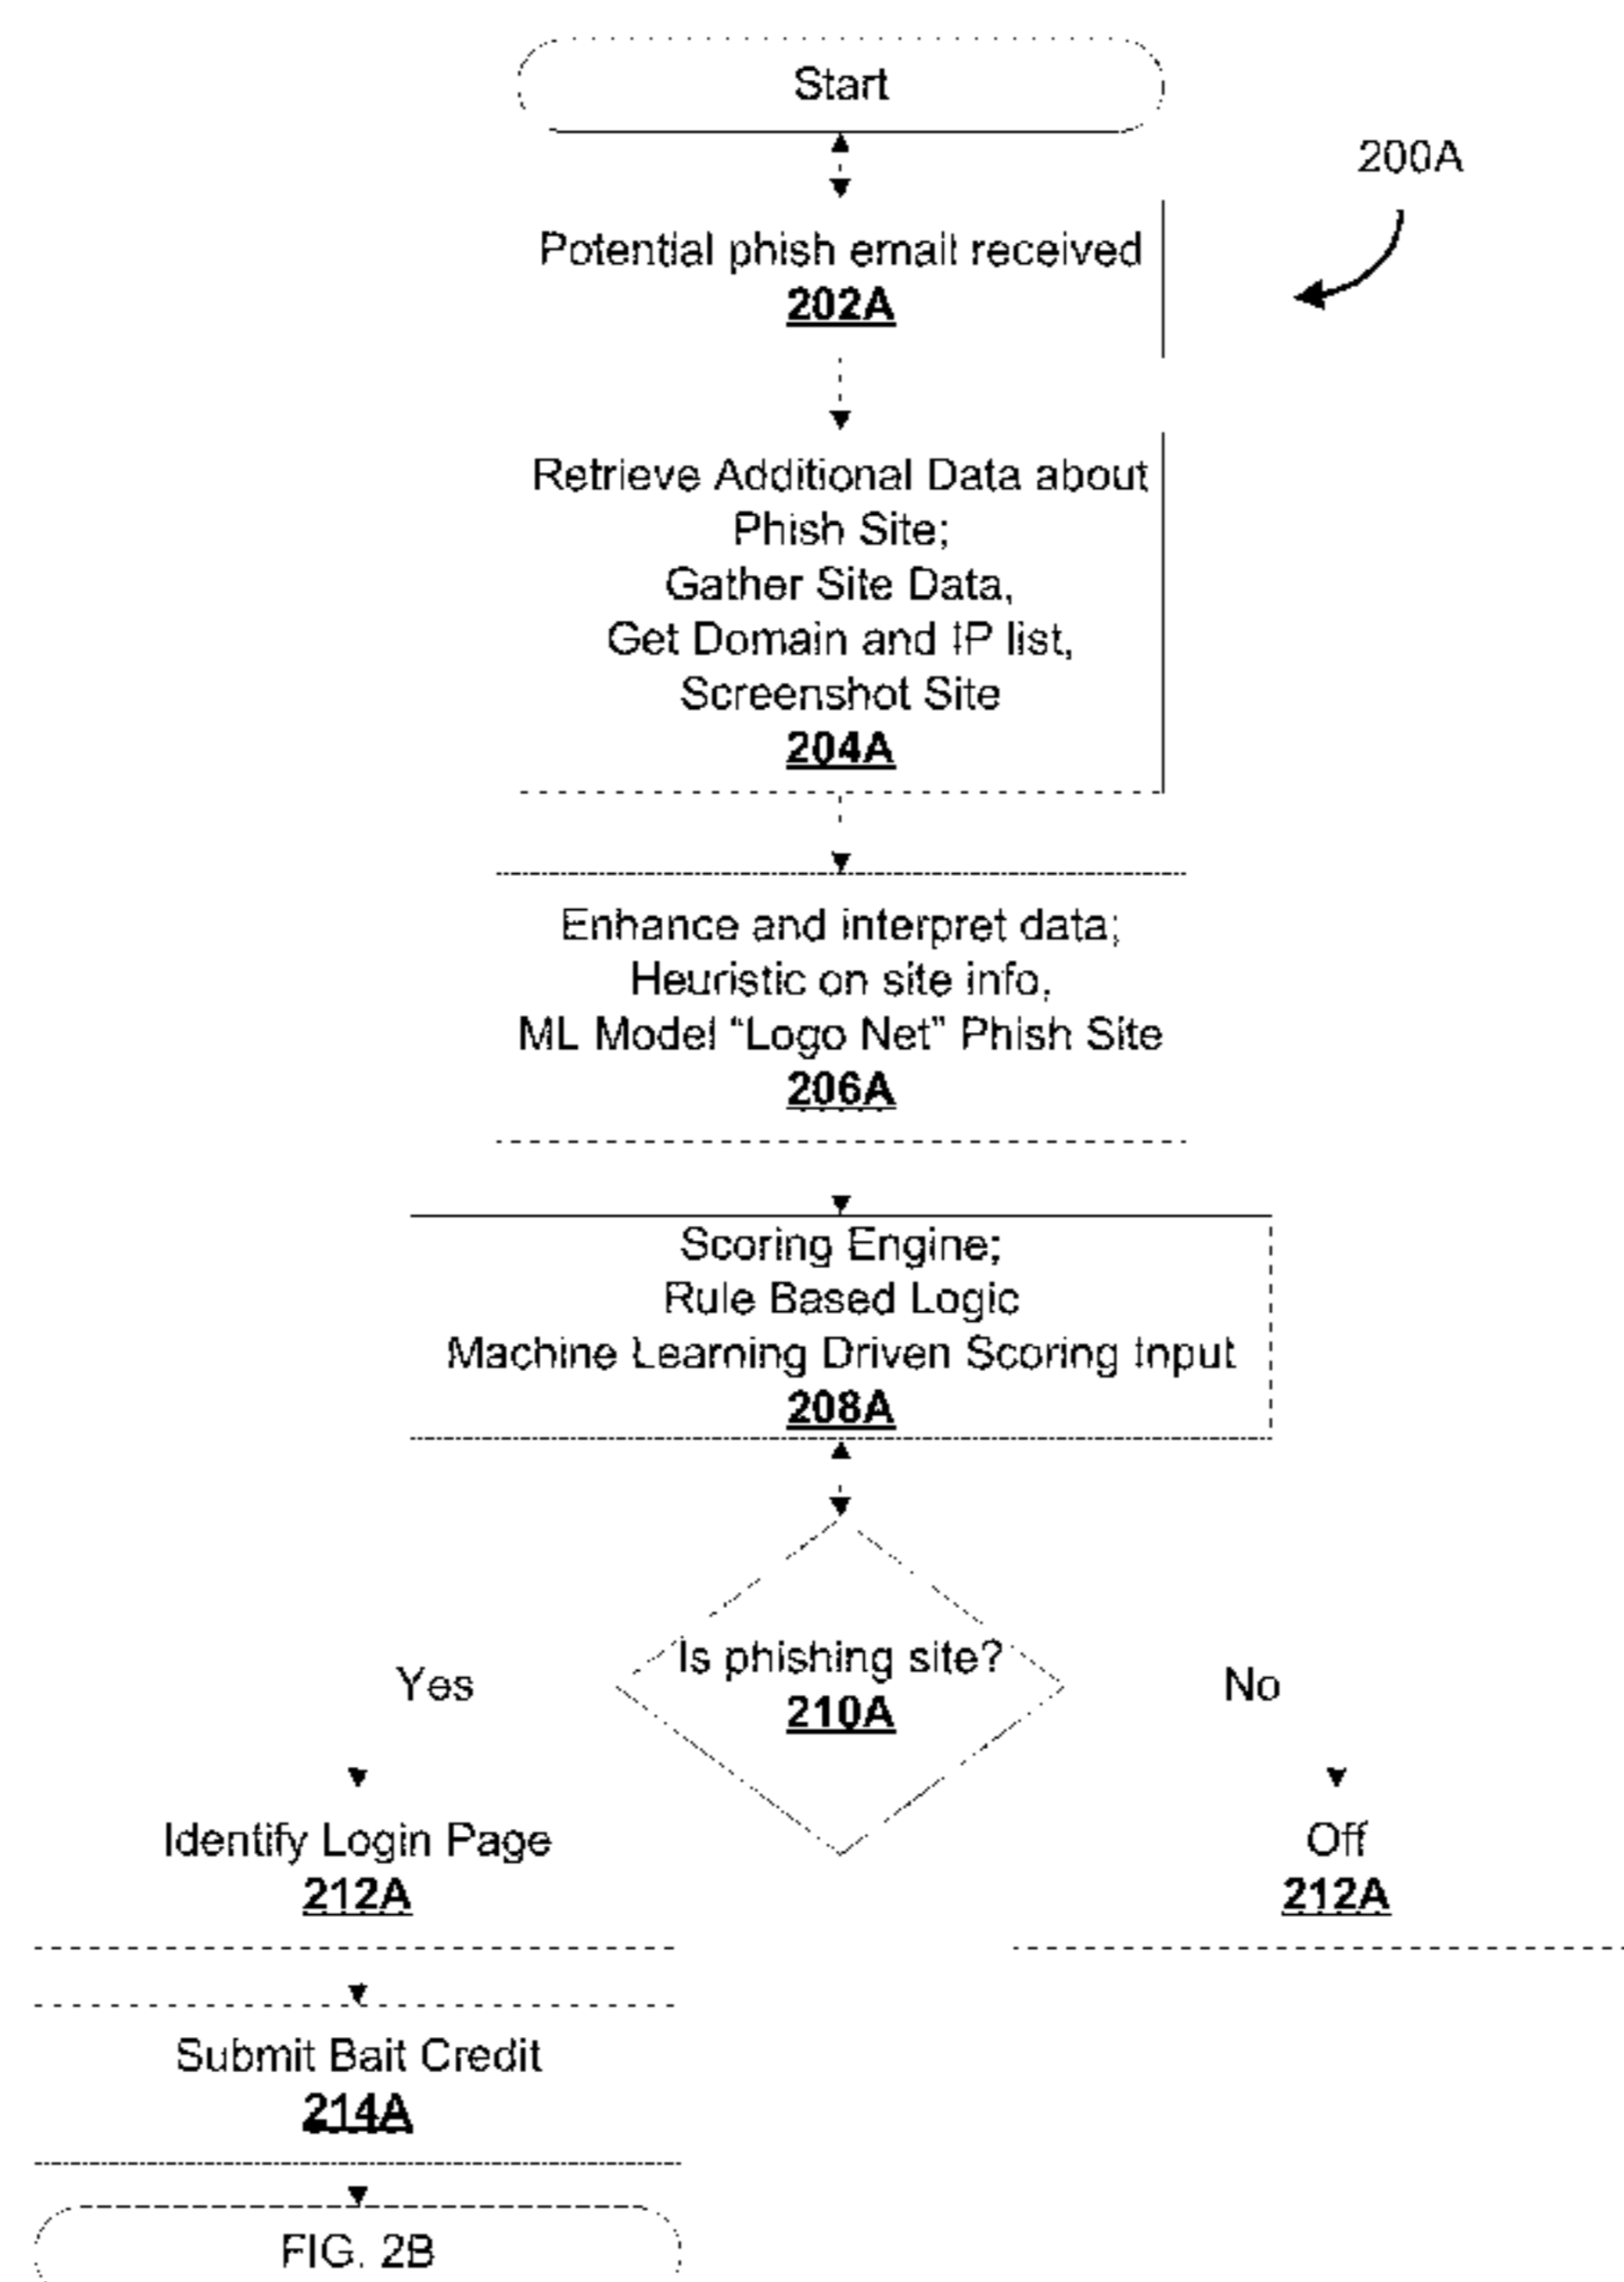 Start
200A
Potential phish email received
202A
Retrieve Additional Data about
Phish Site;
Gather Site Data,
Get Domain and IP list,
Screenshot Site
204A
Enhance and interpret data;
Heuristic on site info,
ML Model “Logo Net” Phish Site
206A
Scoring Engine;
Rule Based Logic
Machine Learning Driven Scoring Input
208A
Is phishing site?
210A
Yes
No
Identify Login Page
212A
Off
212A
Submit Bait Credit
214A
FIG. 2B